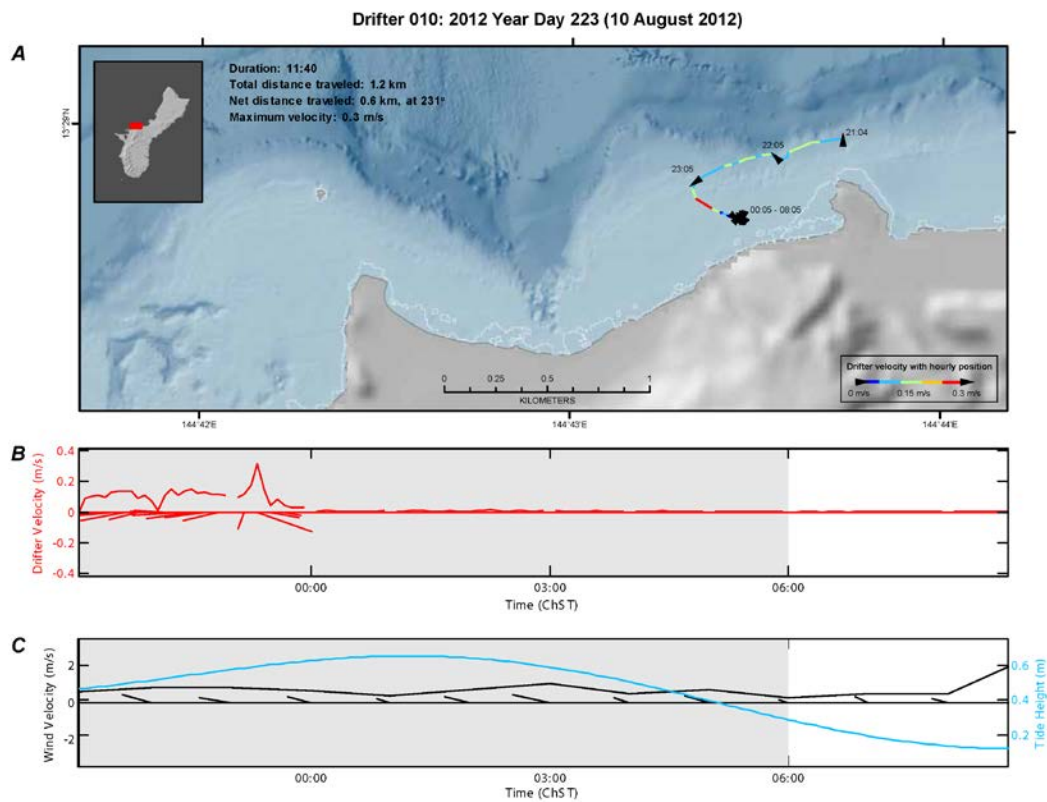 Drifter 010: 2012 Year Day 223 (10 August 2012)
A
Duration: 11:40
Total distance traveled: 1.2 km
Net distance traveled: 0.6 km, at 231°
Maximum velocity: 0.3 m/s
13°29'N
21:04
22:05
23:05
00:05 - 08:05
0 0.25 0.5 1
KILOMETERS
Drifter velocity with hourly position
0 m/s 0.15 m/s 0.3 m/s
144°42'E 144°43'E 144°44'E
B
Drifter Velocity (m/s)
0.4
0.2
0
-0.2
-0.4
00:00 03:00 06:00
Time (ChST)
C
Wind Velocity (m/s)
2
0
-2
0.6
0.4
0.2
Tide Height (m)
00:00 03:00 06:00
Time (ChST)